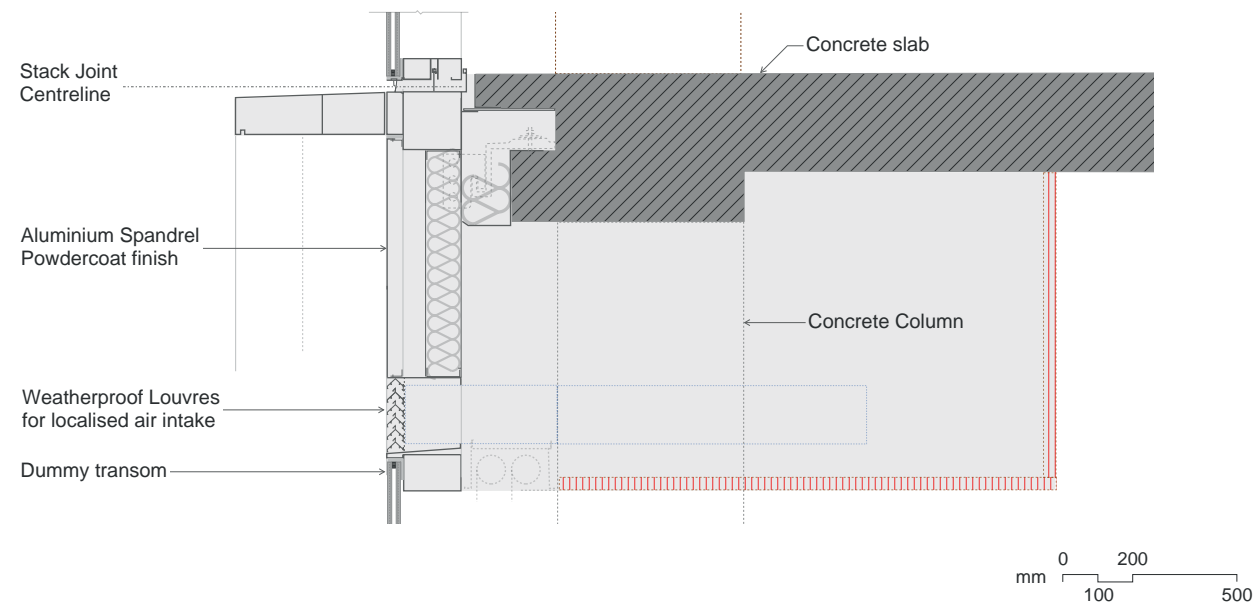 Concrete slab
Stack Joint
Centreline
Aluminium Spandrel
Powdercoat finish
Concrete Column
Weatherproof Louvres
for localised air intake
Dummy transom
0 200
mm
100 500